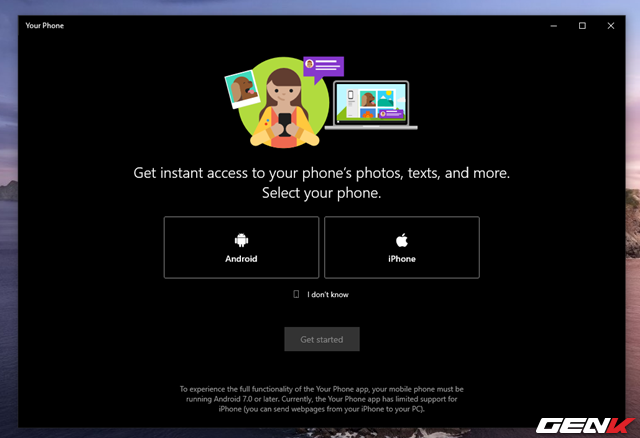 Your Phone
Get instant access to your phone's photos, texts, and more.
Select your phone.
Android
iPhone
I don't know
Get started
To experience the full functionality of the Your Phone app, your mobile phone must be
running Android 7.0 or later. Currently, the Your Phone app has limited support for
iPhone (you can send webpages from your iPhone to your PC).
GENK